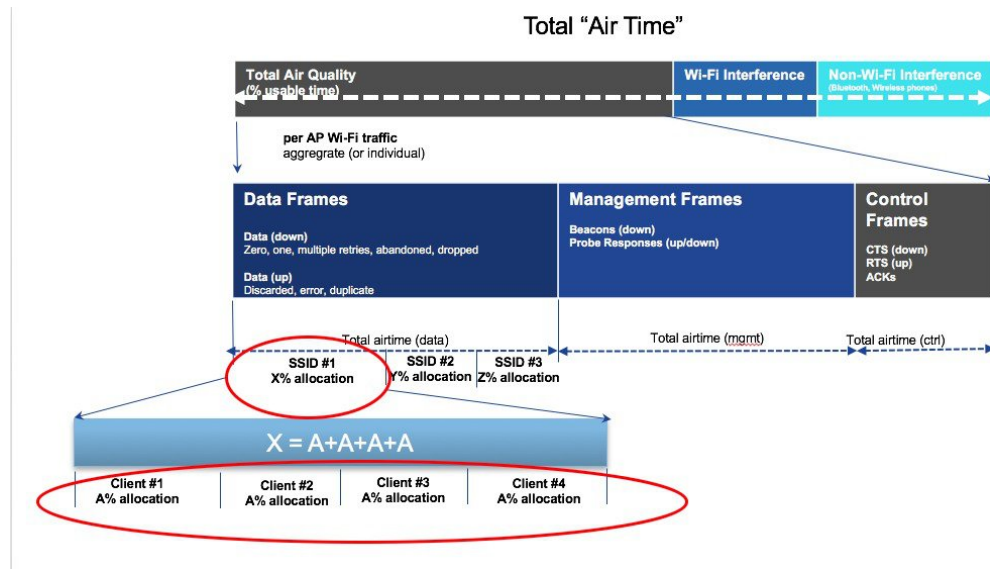 Total “Air Time”
Total Air Quality
(% usable time)
Wi-Fi Interference
Non-Wi-Fi Interference
(Bluetooth, Wireless phones)
per AP Wi-Fi traffic
aggregrate (or individual)
Data Frames
Data (down)
Zero, one, multiple retries, abandoned, dropped
Data (up)
Discarded, error, duplicate
Management Frames
Beacons (down)
Probe Responses (up/down)
Control
Frames
CTS (down)
RTS (up)
ACKs
Total airtime (data)
Total airtime (mgmt)
Total airtime (ctrl)
SSID #1
X% allocation
SSID #2
Y% allocation
SSID #3
Z% allocation
X = A+A+A+A
Client #1
A% allocation
Client #2
A% allocation
Client #3
A% allocation
Client #4
A% allocation